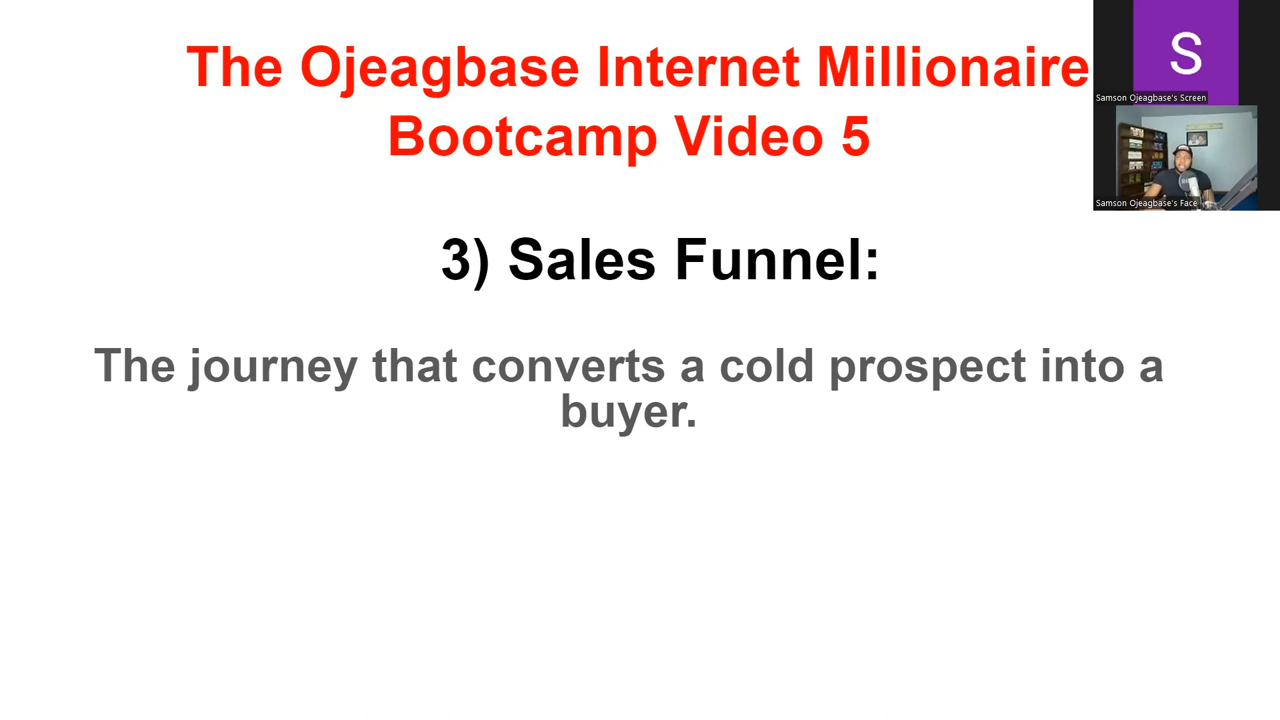 The Ojeagbase Internet Millionaire
Bootcamp Video 5
S
Samson Ojeagbase's Screen
Samson Ojeagbase's Face
3) Sales Funnel:
The journey that converts a cold prospect into a
buyer.